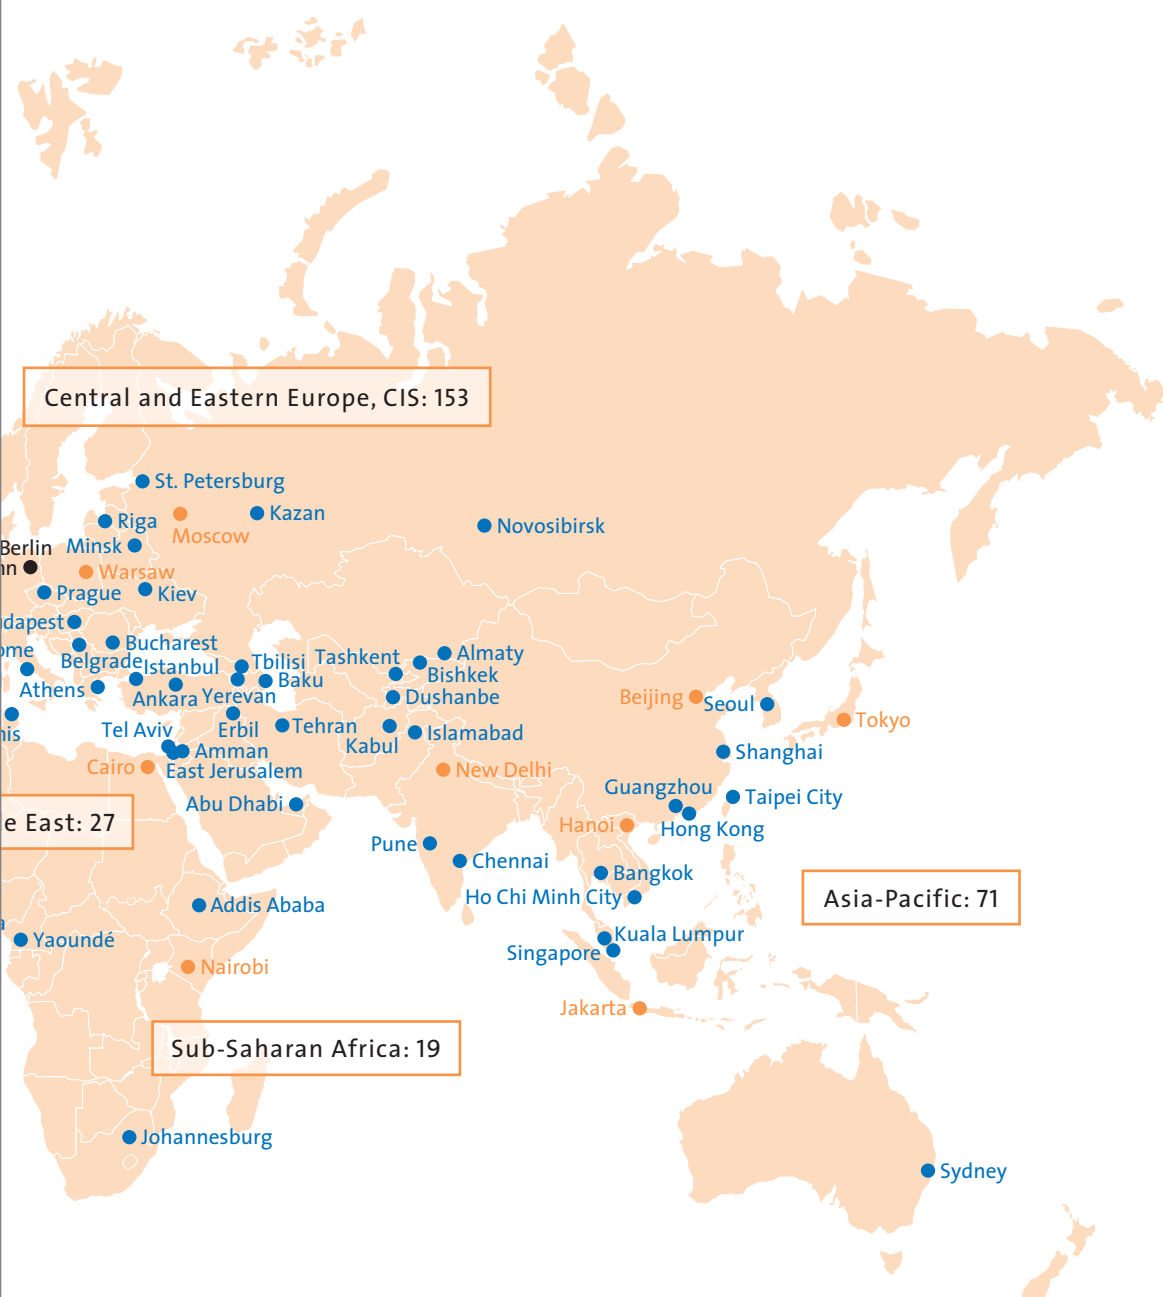 Central and Eastern Europe, CIS: 153
St. Petersburg
Kazan
Riga
Moscow
Novosibirsk
Berlin
Minsk
nn
Warsaw
Prague
Kiev
dapest
Bucharest
ome
Belgrade
Istanbul
Tbilisi
Tashkent
Almaty
Bishkek
Baku
Athens
Ankara
Yerevan
Dushanbe
Beijing
Seoul
Tokyo
nis
Tel Aviv
Erbil
Tehran
Kabul
Islamabad
Amman
Shanghai
Cairo
East Jerusalem
New Delhi
Guangzhou
Abu Dhabi
Taipei City
e East: 27
Hanoi
Hong Kong
Pune
Chennai
Bangkok
Ho Chi Minh City
Asia-Pacific: 71
Addis Ababa
a
Yaoundé
Kuala Lumpur
Singapore
Nairobi
Jakarta
Sub-Saharan Africa: 19
Johannesburg
Sydney